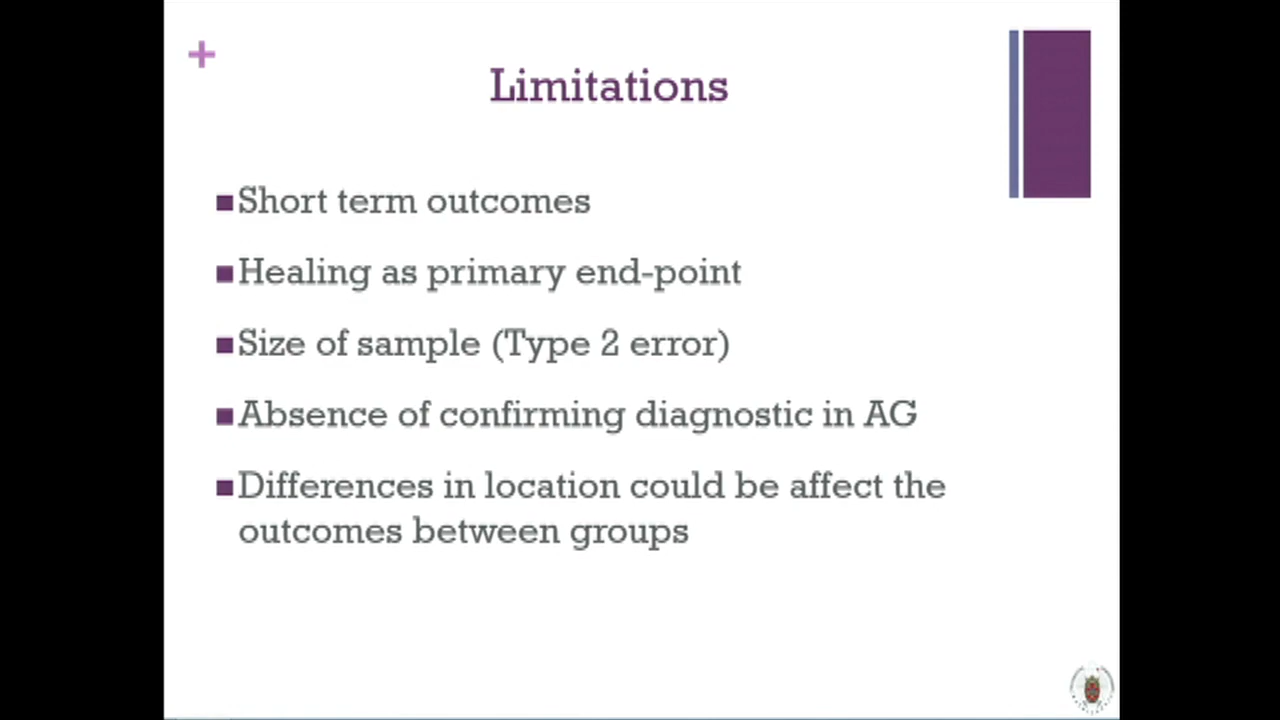 Limitations
Short term outcomes
Healing as primary end-point
Size of sample (Type 2 error)
Absence of confirming diagnostic in AG
Differences in location could be affect the
outcomes between groups